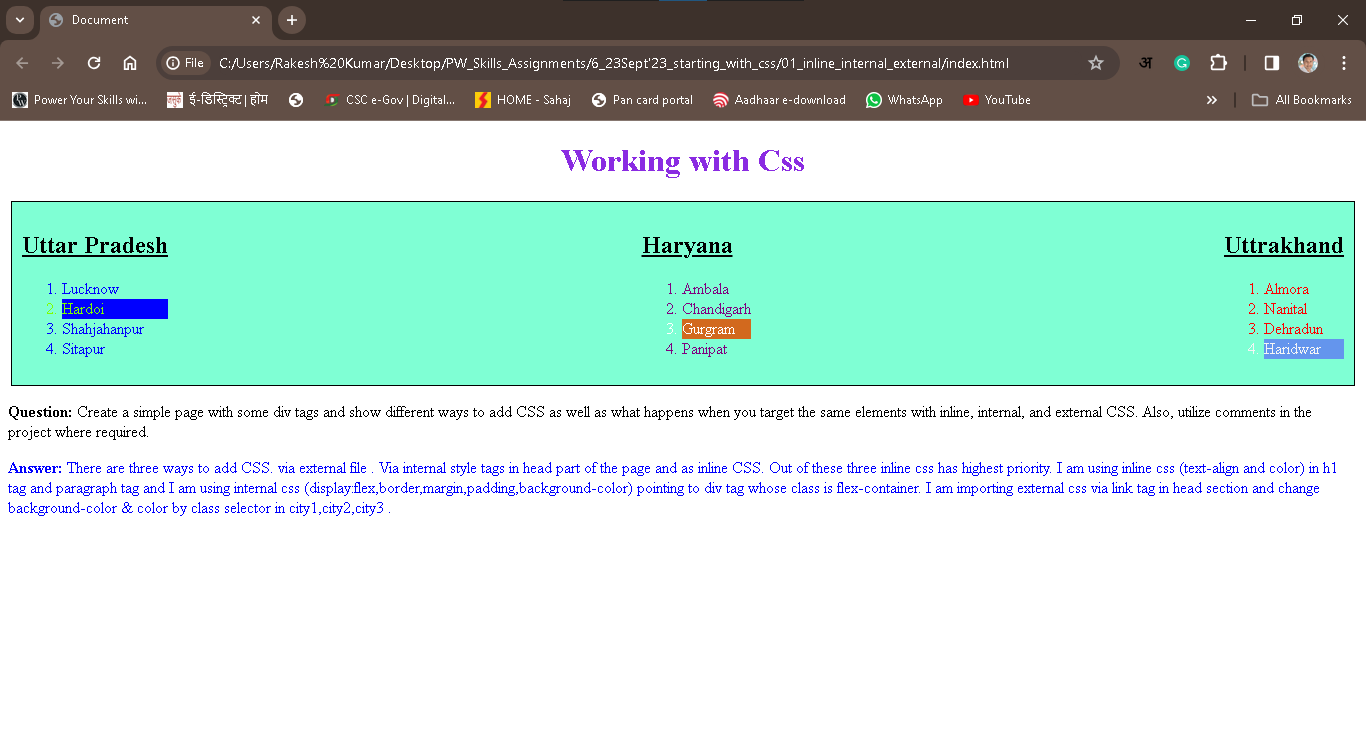 Document
File C:/Users/Rakesh%20Kumar/Desktop/PW_Skills_Assignments/6_23Sept'23_starting_with_css/01_inline_internal_external/index.html अ G
Power Your Skills wi... ई-डिस्ट्रिक्ट | होम CSC e-Gov | Digital... HOME - Sahaj Pan card portal Aadhaar e-download WhatsApp YouTube » All Bookmarks
Working with Css
Uttar Pradesh
1. Lucknow
2. Hardoi
3. Shahjahanpur
4. Sitapur
Haryana
1. Ambala
2. Chandigarh
3. Gurgram
4. Panipat
Uttrakhand
1. Almora
2. Nanital
3. Dehradun
4. Haridwar
Question: Create a simple page with some div tags and show different ways to add CSS as well as what happens when you target the same elements with inline, internal, and external CSS. Also, utilize comments in the
project where required.
Answer: There are three ways to add CSS. via external file . Via internal style tags in head part of the page and as inline CSS. Out of these three inline css has highest priority. I am using inline css (text-align and color) in h1
tag and paragraph tag and I am using internal css (display:flex,border,margin,padding,background-color) pointing to div tag whose class is flex-container. I am importing external css via link tag in head section and change
background-color & color by class selector in city1,city2,city3 .